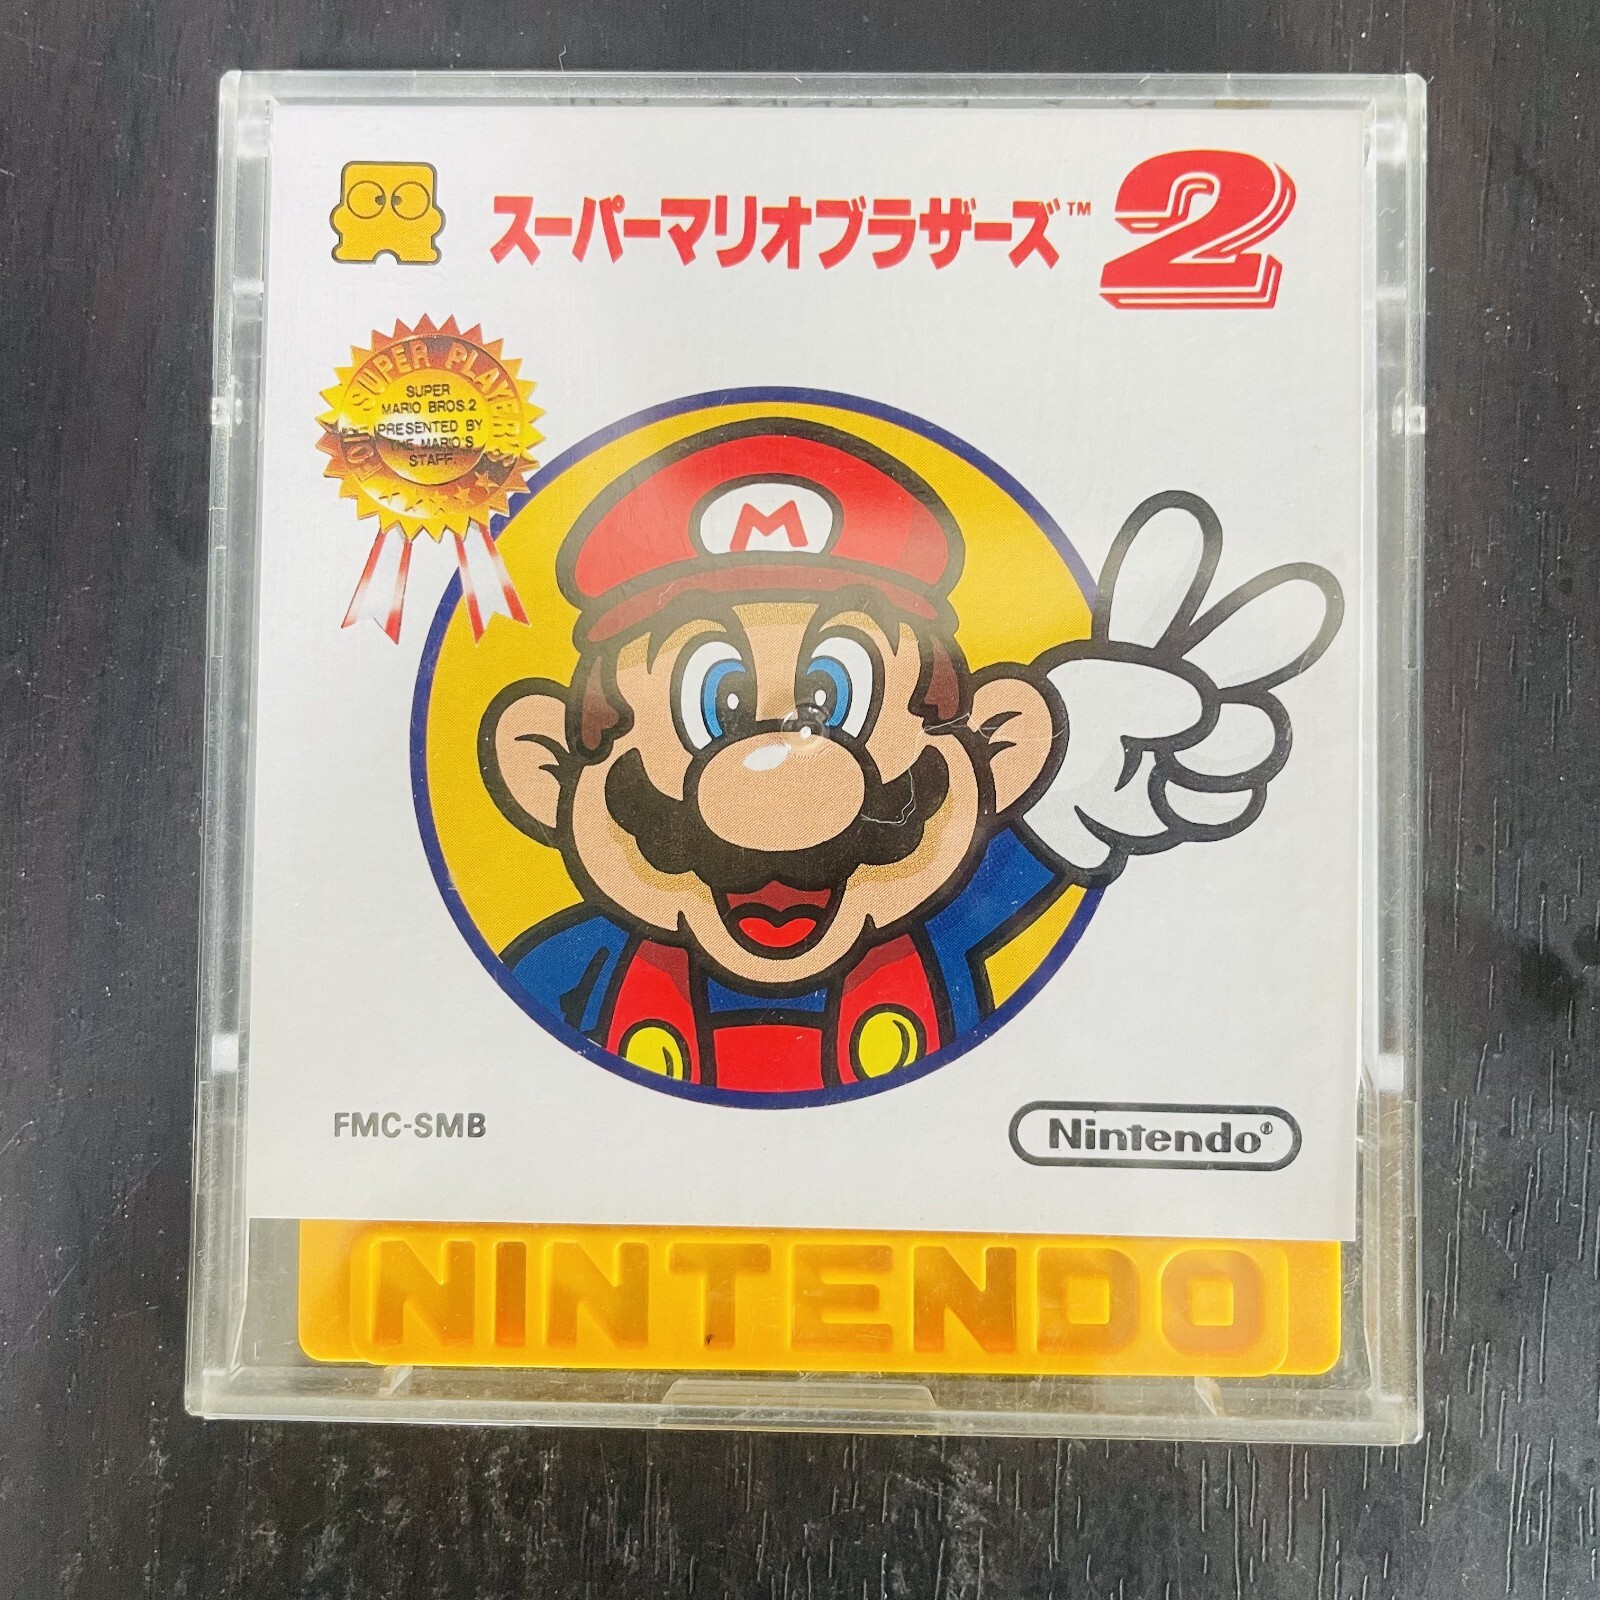 スーパーマリオブラザーズ™ 2
FOR SUPER PLAYERS
SUPER
MARIO BROS.2
PRESENTED BY
THE MARIO'S
STAFF.
M
FMC-SMB
Nintendo®
NINTENDO